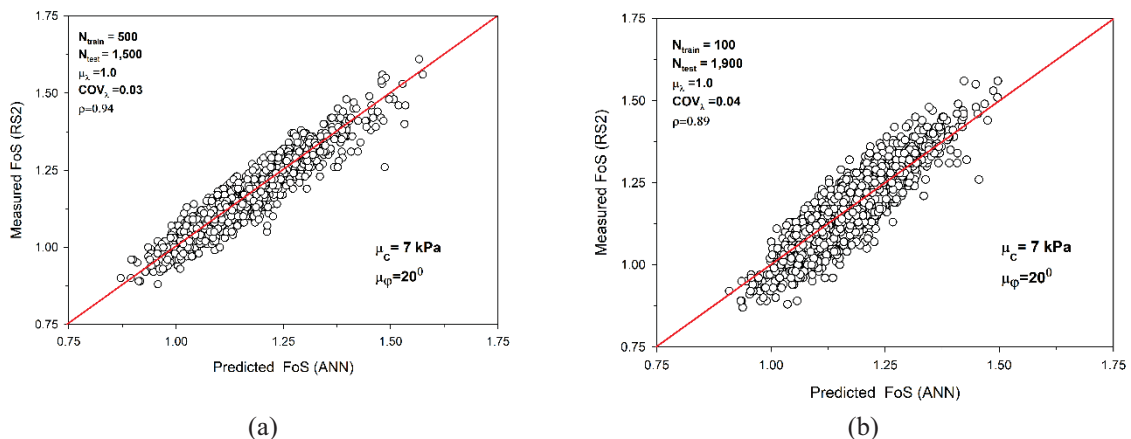 N_train = 500
N_test = 1,500
μ_λ =1.0
COV_λ =0.03
ρ=0.94
Measured FoS (RS2)
1.75
1.50
1.25
1.00
0.75
μ_C = 7 kPa
μ_φ=20⁰
0.75 1.00 1.25 1.50 1.75
Predicted FoS (ANN)
(a)
N_train = 100
N_test = 1,900
μ_λ =1.0
COV_λ =0.04
ρ=0.89
Measured FoS (RS2)
1.75
1.50
1.25
1.00
0.75
μ_C = 7 kPa
μ_φ=20⁰
0.75 1.00 1.25 1.50 1.75
Predicted FoS (ANN)
(b)